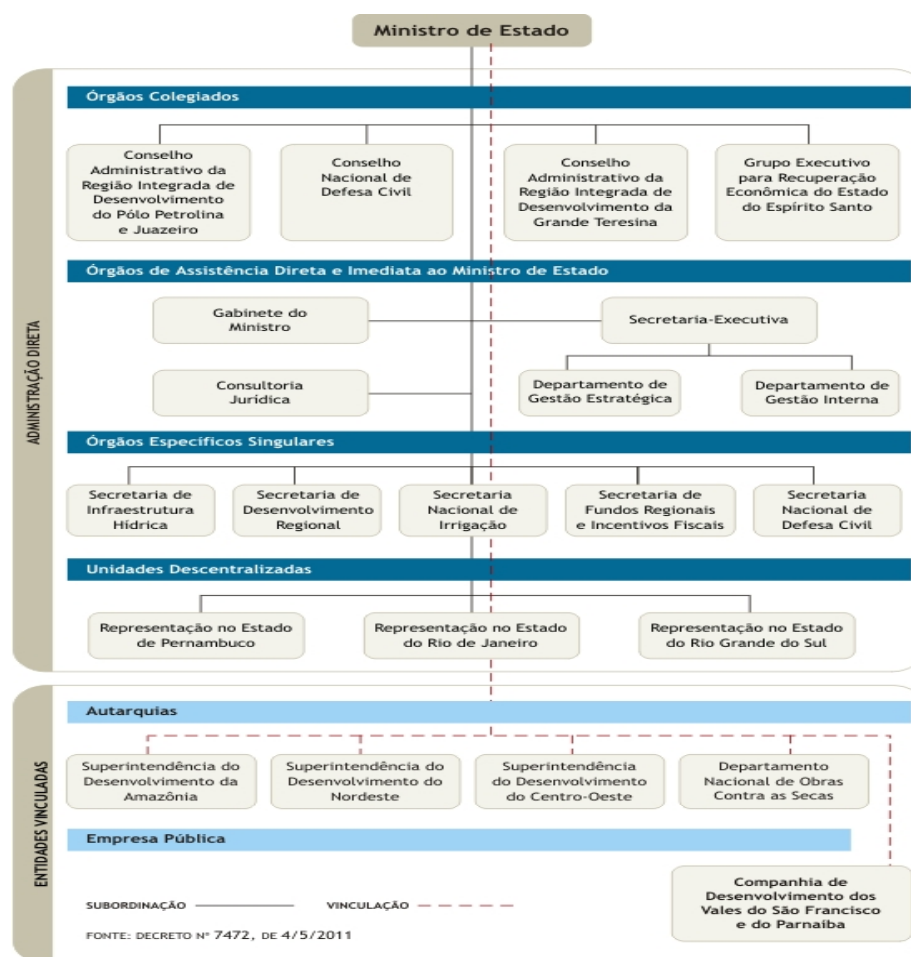 Ministro de Estado
ADMINISTRAÇÃO DIRETA
Órgãos Colegiados
Conselho
Administrativo da
Região Integrada de
Desenvolvimento
do Pólo Petrolina
e Juazeiro
Conselho
Nacional de
Defesa Civil
Conselho
Administrativo da
Região Integrada de
Desenvolvimento da
Grande Teresina
Grupo Executivo
para Recuperação
Econômica do Estado
do Espírito Santo
Órgãos de Assistência Direta e Imediata ao Ministro de Estado
Gabinete do
Ministro
Secretaria-Executiva
Consultoria
Jurídica
Departamento de
Gestão Estratégica
Departamento de
Gestão Interna
Órgãos Específicos Singulares
Secretaria de
Infraestrutura
Hídrica
Secretaria de
Desenvolvimento
Regional
Secretaria
Nacional de
Irrigação
Secretaria de
Fundos Regionais
e Incentivos Fiscais
Secretaria
Nacional de
Defesa Civil
Unidades Descentralizadas
Representação no Estado
de Pernambuco
Representação no Estado
do Rio de Janeiro
Representação no Estado
do Rio Grande do Sul
ENTIDADES VINCULADAS
Autarquias
Superintendência do
Desenvolvimento da
Amazônia
Superintendência do
Desenvolvimento do
Nordeste
Superintendência
do Desenvolvimento
do Centro-Oeste
Departamento
Nacional de Obras
Contra as Secas
Empresa Pública
Companhia de
Desenvolvimento dos
Vales do São Francisco
e do Parnaíba
SUBORDINAÇÃO
VINCULAÇÃO
FONTE: DECRETO Nº 7472, DE 4/5/2011